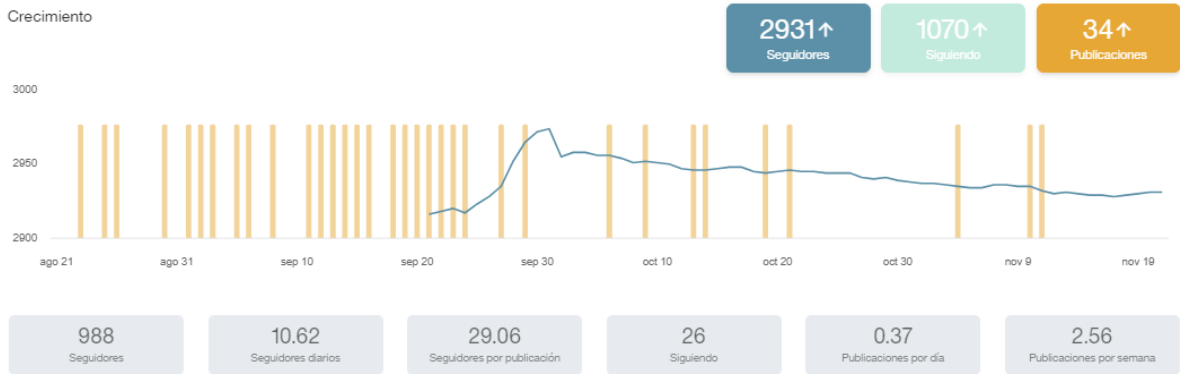 Crecimiento
2931↑
Seguidores
1070↑
Siguiendo
34↑
Publicaciones
3000
2950
2900
ago 21
ago 31
sep 10
sep 20
sep 30
oct 10
oct 20
oct 30
nov 9
nov 19
988
Seguidores
10.62
Seguidores diarios
29.06
Seguidores por publicación
26
Siguiendo
0.37
Publicaciones por día
2.56
Publicaciones por semana